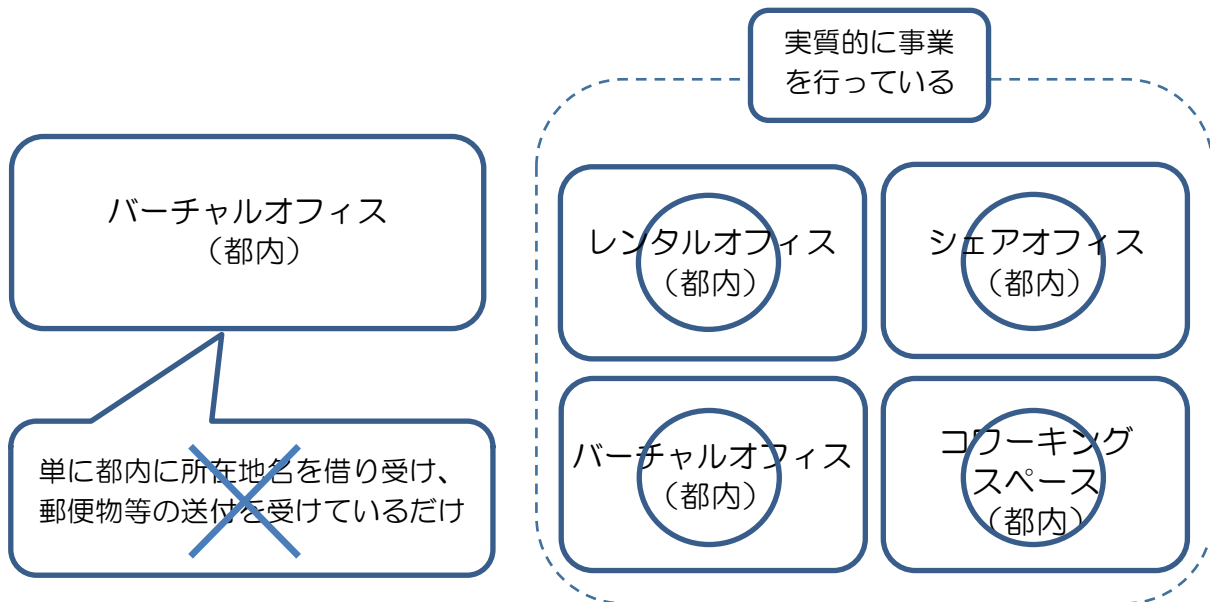 実質的に事業
を行っている
バーチャルオフィス
（都内）
単に都内に所在地名を借り受け、
郵便物等の送付を受けているだけ
レンタルオフィス
（都内）
シェアオフィス
（都内）
バーチャルオフィス
（都内）
コワーキング
スペース
（都内）